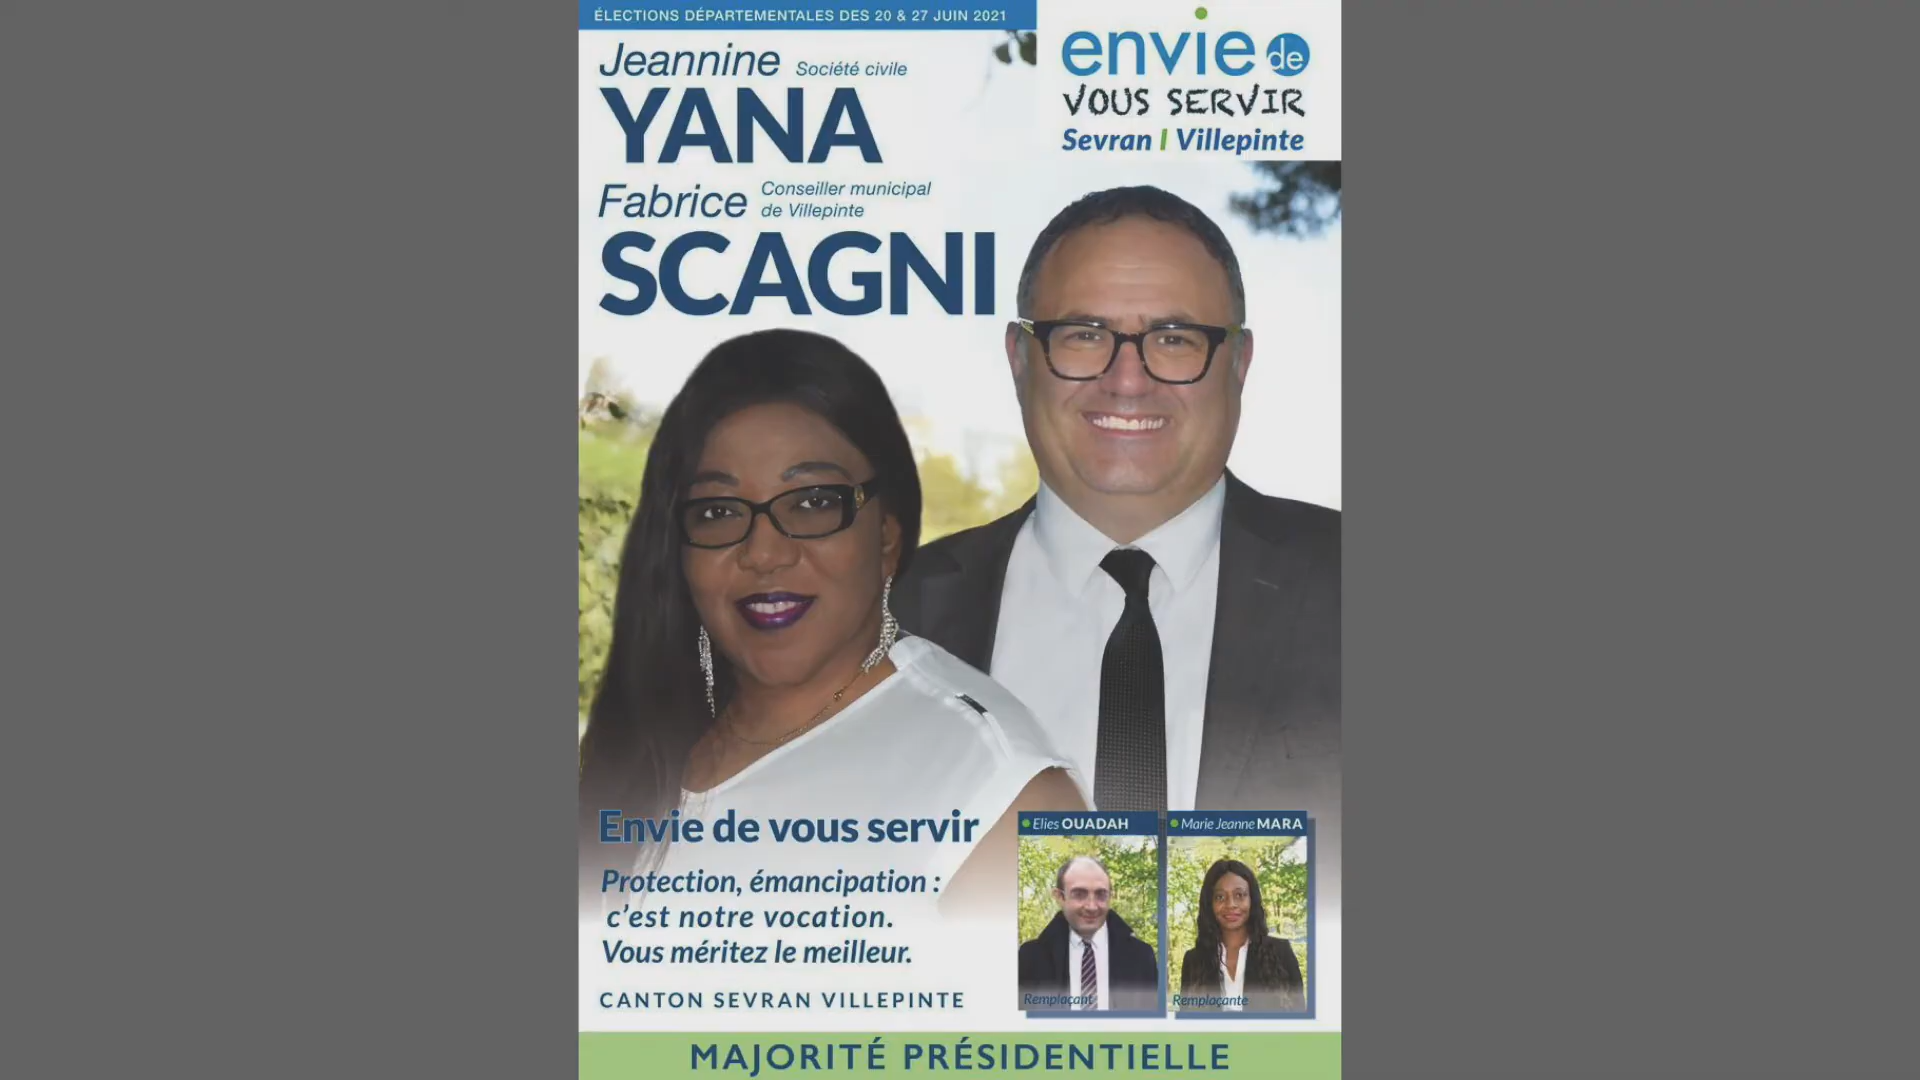 ÉLECTIONS DÉPARTEMENTALES DES 20 & 27 JUIN 2021
Jeannine Société civile
YANA
Fabrice Conseiller municipal
de Villepinte
SCAGNI
envie de
VOUS SERVIR
Sevran | Villepinte
Envie de vous servir
Protection, émancipation :
c’est notre vocation.
Vous méritez le meilleur.
CANTON SEVRAN VILLEPINTE
Elies OUADAH
Remplaçant
Marie Jeanne MARA
Remplaçante
MAJORITÉ PRÉSIDENTIELLE